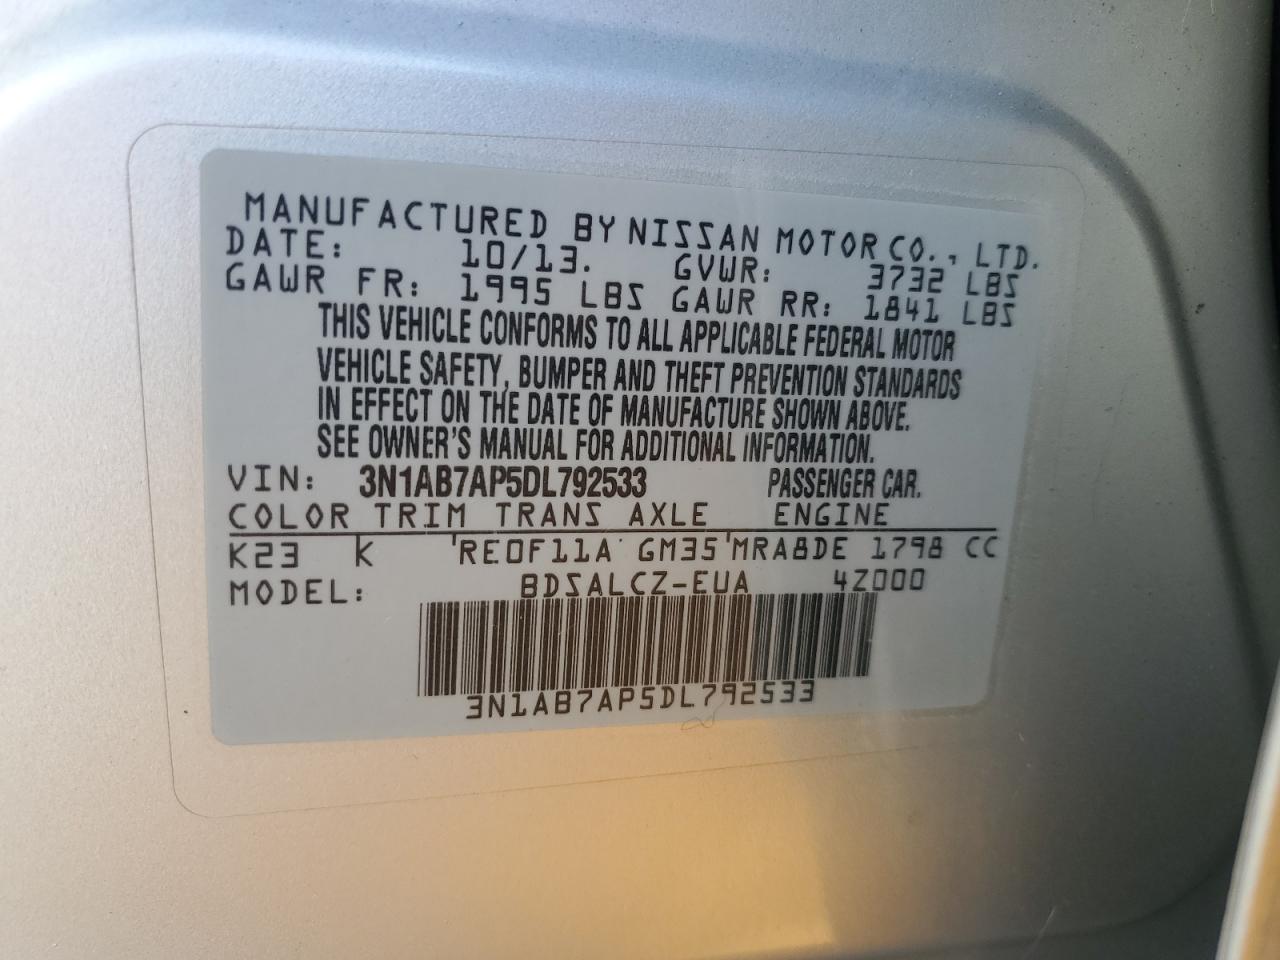 MANUFACTURED BY NISSAN MOTOR CO., LTD.
DATE: 10/13. GVWR: 3732 LBS
GAWR FR: 1995 LBS GAWR RR: 1841 LBS
THIS VEHICLE CONFORMS TO ALL APPLICABLE FEDERAL MOTOR
VEHICLE SAFETY, BUMPER AND THEFT PREVENTION STANDARDS
IN EFFECT ON THE DATE OF MANUFACTURE SHOWN ABOVE.
SEE OWNER'S MANUAL FOR ADDITIONAL INFORMATION.
VIN: 3N1AB7AP5DL792533 PASSENGER CAR.
COLOR TRIM TRANS AXLE ENGINE
K23 K 'RE0F11A' GM35'MRA8DE 1798 CC
MODEL: BDSALCZ-EUA 4Z000
3N1AB7AP5DL792533